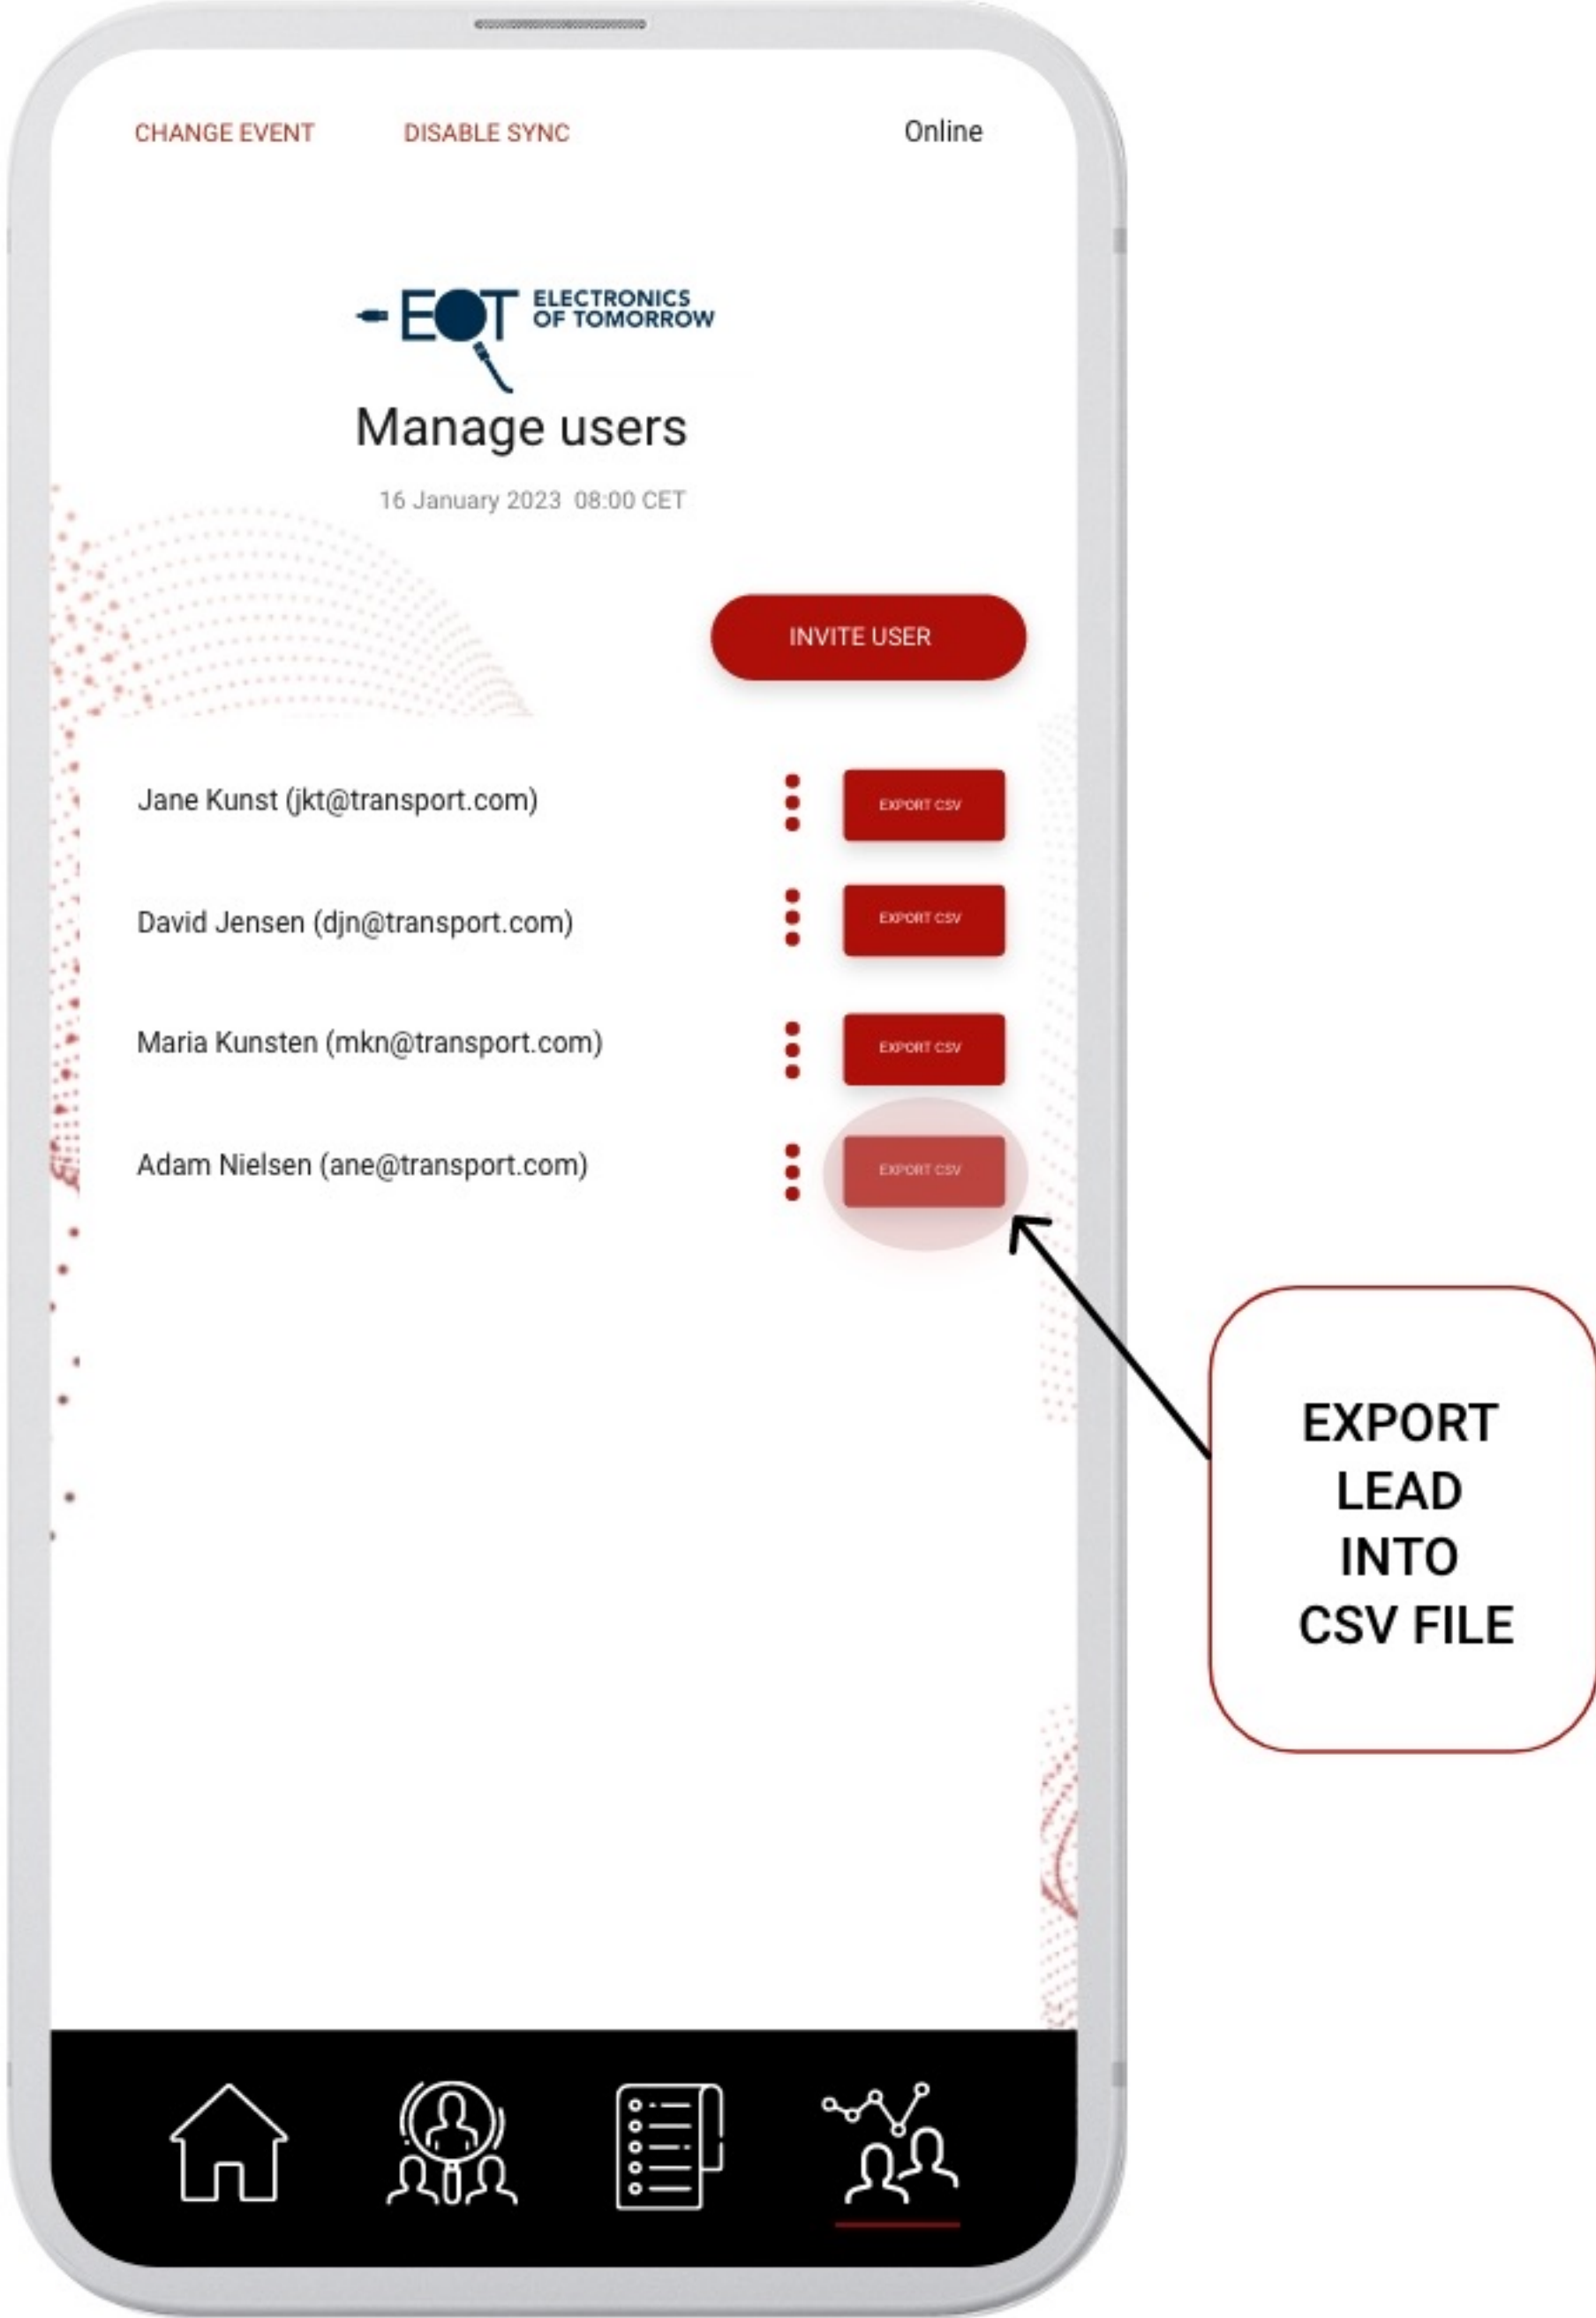 CHANGE EVENT DISABLE SYNC Online
EOT ELECTRONICS
OF TOMORROW
Manage users
16 January 2023 08:00 CET
INVITE USER
Jane Kunst (jkt@transport.com) EXPORT CSV
David Jensen (djn@transport.com) EXPORT CSV
Maria Kunsten (mkn@transport.com) EXPORT CSV
Adam Nielsen (ane@transport.com) EXPORT CSV
EXPORT
LEAD
INTO
CSV FILE